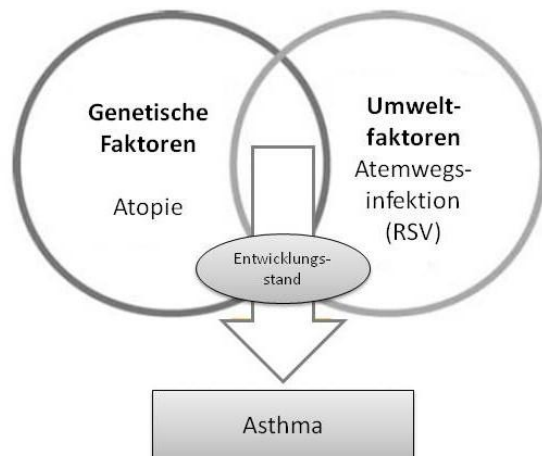 Genetische
Faktoren
Atopie
Umwelt-
faktoren
Atemwegs-
infektion
(RSV)
Entwicklungs-
stand
Asthma